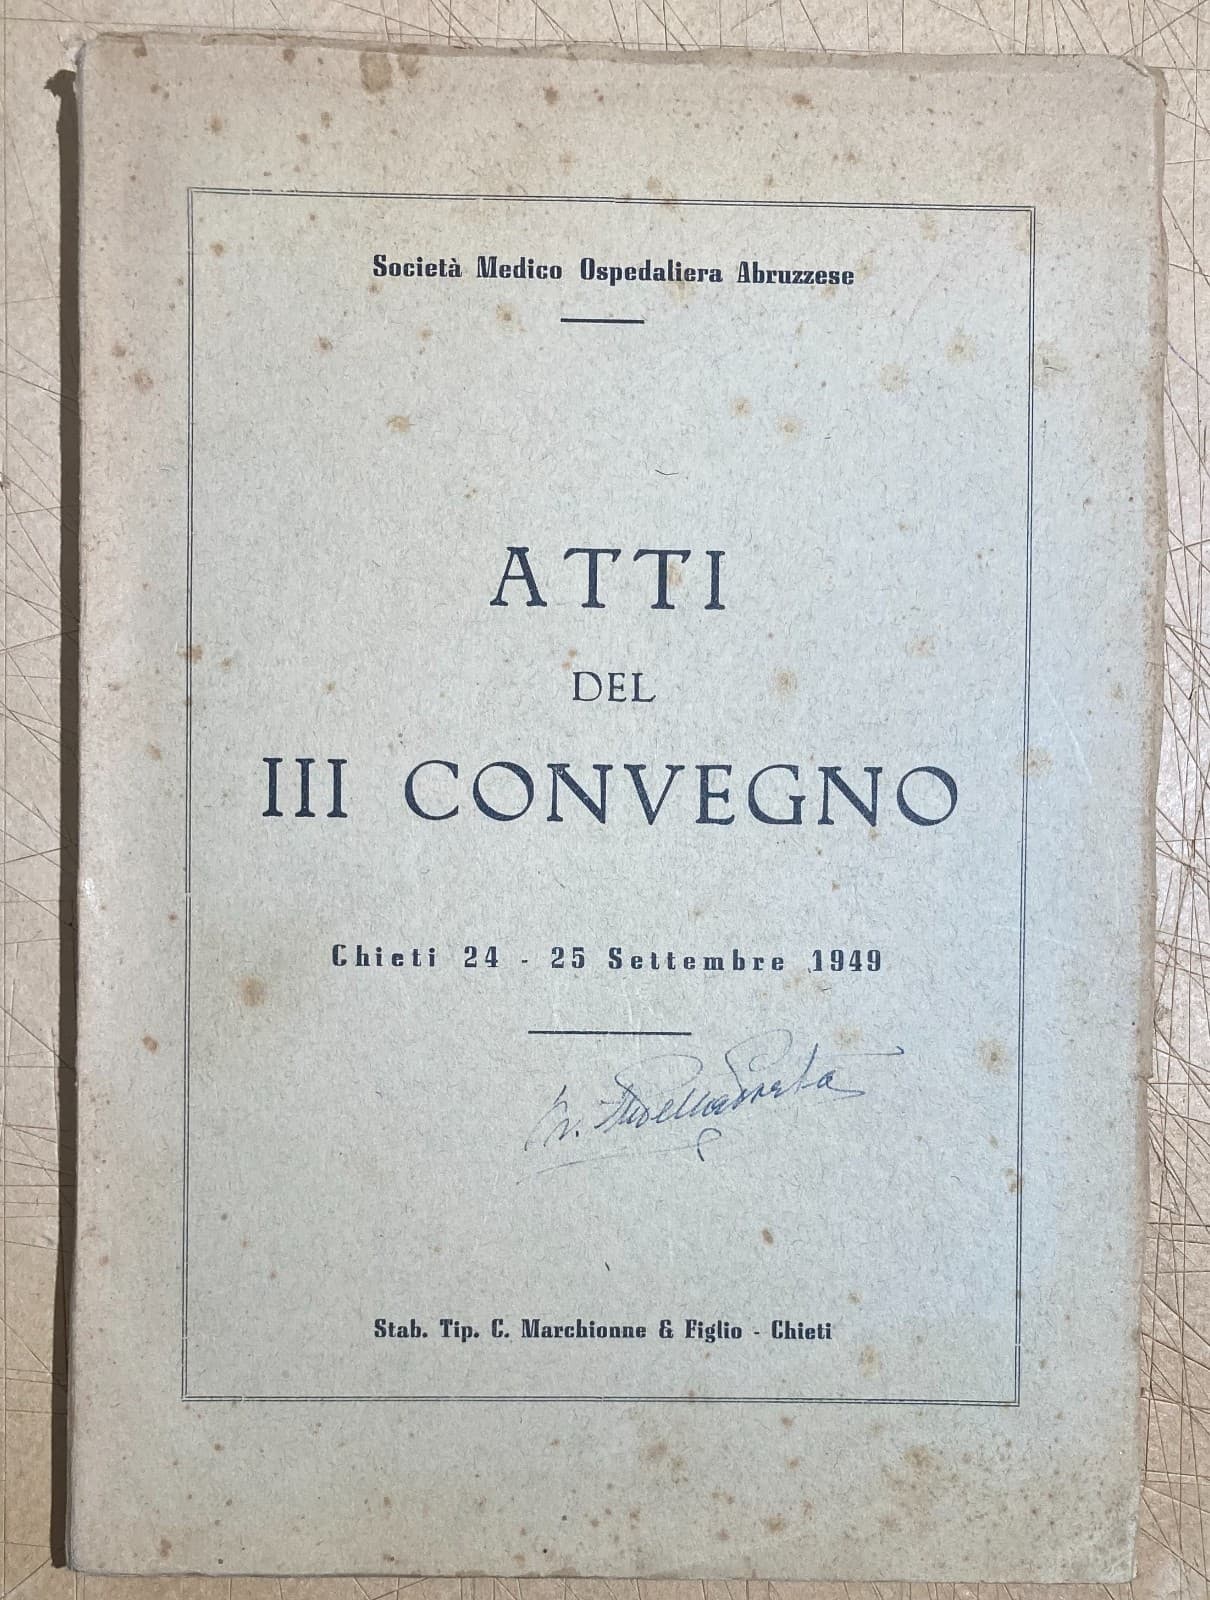 Società Medico Ospedaliera Abruzzese
ATTI
DEL
III CONVEGNO
Chieti 24 - 25 Settembre 1949
Stab. Tip. C. Marchionne & Figlio - Chieti